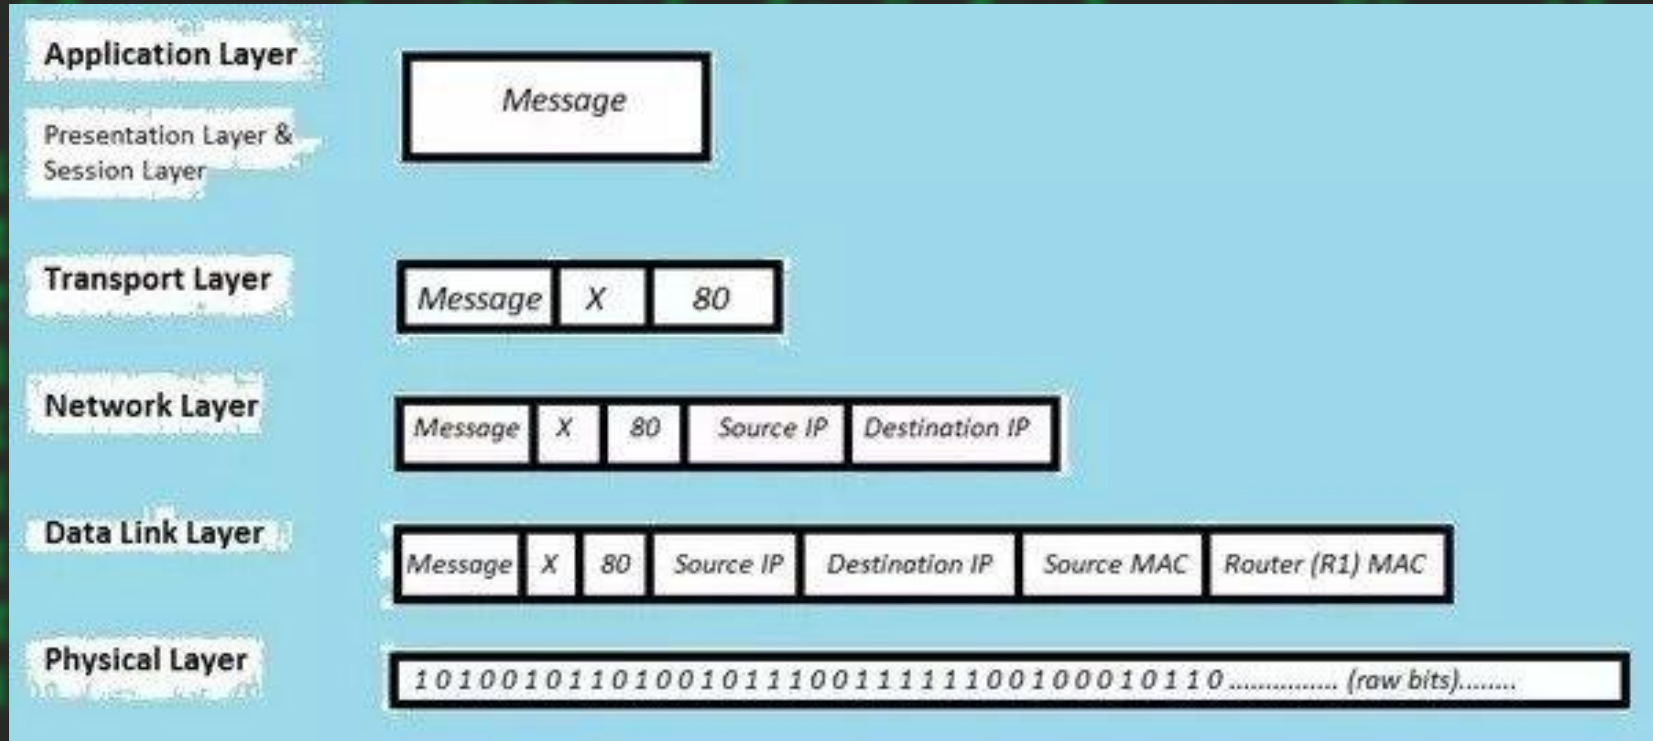 Application Layer
Message
Presentation Layer &
Session Layer
Transport Layer
Message X 80
Network Layer
Message X 80 Source IP Destination IP
Data Link Layer
Message X 80 Source IP Destination IP Source MAC Router (R1) MAC
Physical Layer
1 0 1 0 0 1 0 1 1 0 1 0 0 1 0 1 1 1 0 0 1 1 1 1 1 1 0 0 1 0 0 0 1 0 1 1 0 ............... (raw bits)........